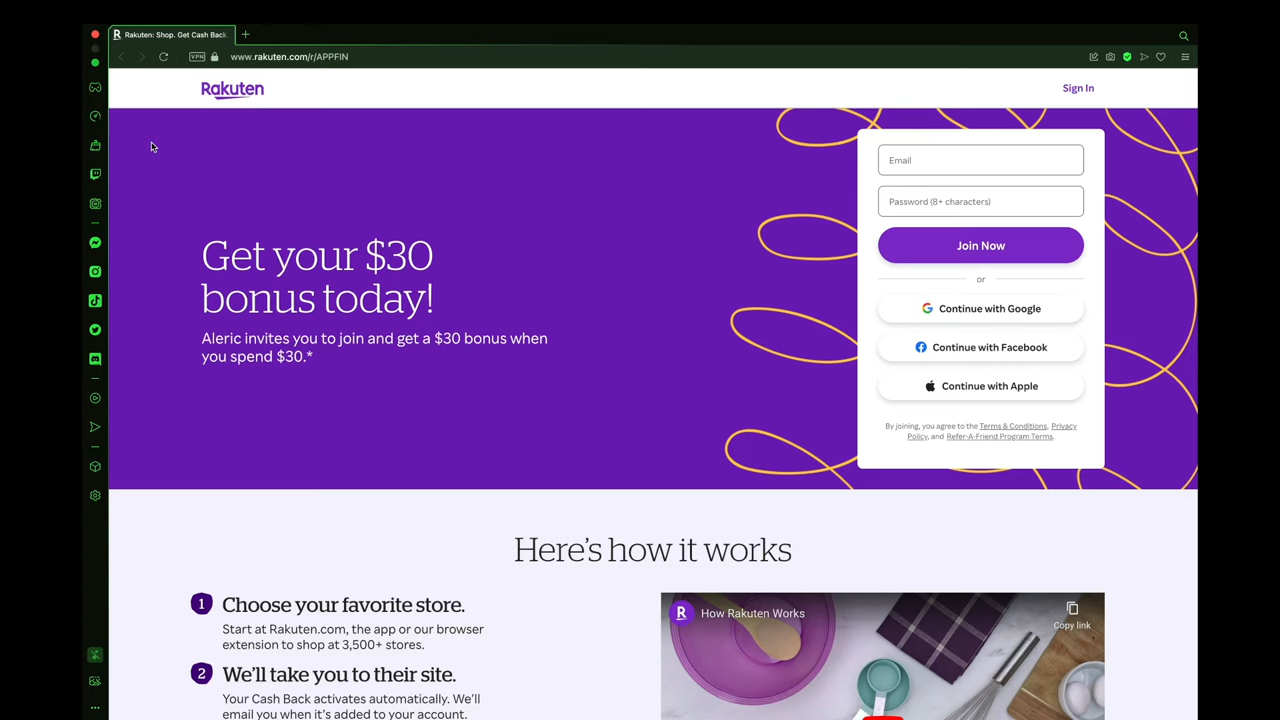 Rakuten: Shop. Get Cash Back
VPN
www.rakuten.com/r/APPFIN
Rakuten
Sign In
Get your $30
bonus today!
Aleric invites you to join and get a $30 bonus when
you spend $30.*
Email
Password (8+ characters)
Join Now
or
Continue with Google
Continue with Facebook
Continue with Apple
By joining, you agree to the Terms & Conditions, Privacy
Policy, and Refer-A-Friend Program Terms.
Here's how it works
1 Choose your favorite store.
Start at Rakuten.com, the app or our browser
extension to shop at 3,500+ stores.
2 We'll take you to their site.
Your Cash Back activates automatically. We'll
email you when it's added to your account.
R How Rakuten Works
Copy link